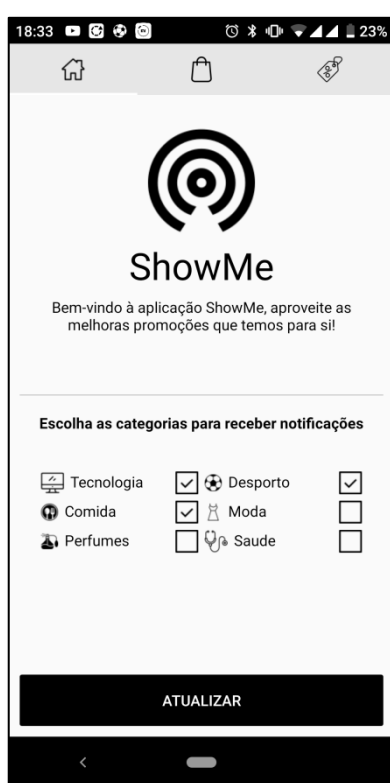 18:33 23%
ShowMe
Bem-vindo à aplicação ShowMe, aproveite as
melhoras promoções que temos para si!
Escolha as categorias para receber notificações
Tecnologia Desporto
Comida Moda
Perfumes Saude
ATUALIZAR